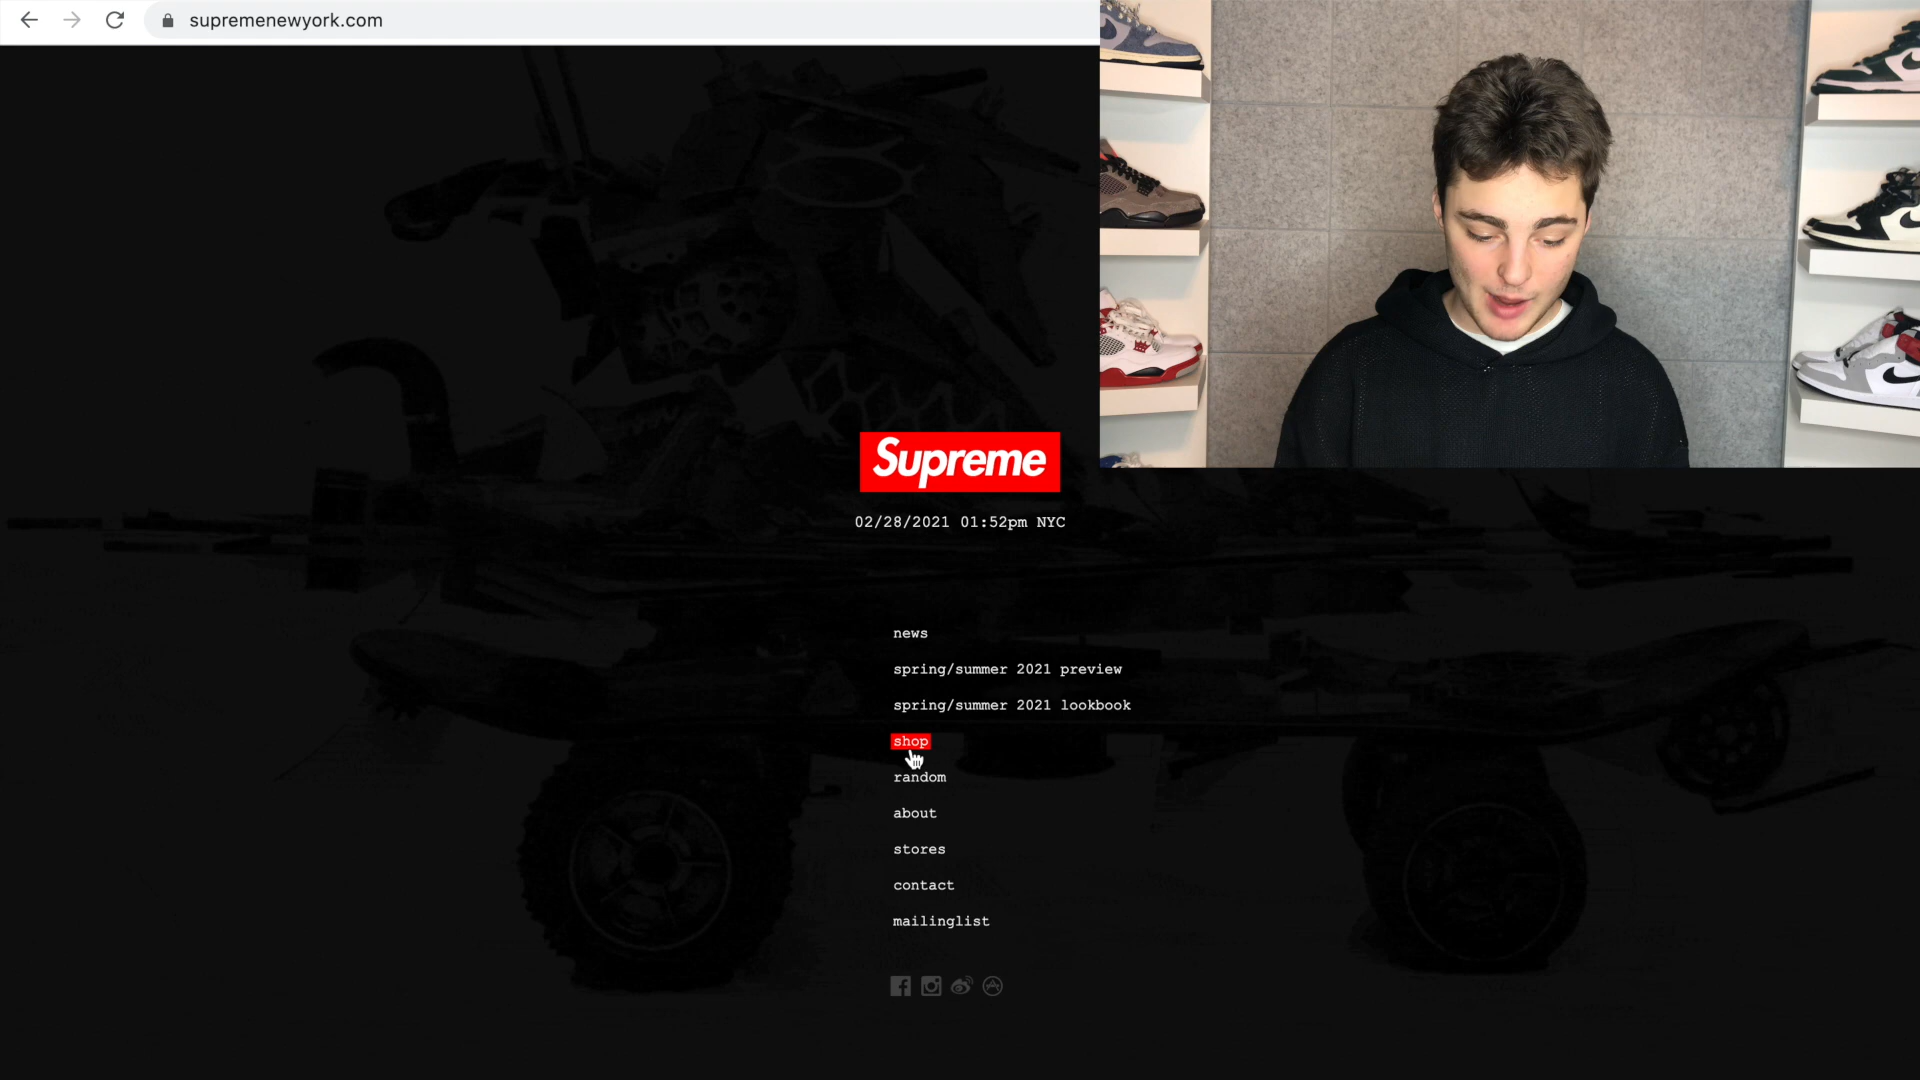 supremenewyork.com
Supreme
02/28/2021 01:52pm NYC
news
spring/summer 2021 preview
spring/summer 2021 lookbook
shop
random
about
stores
contact
mailinglist